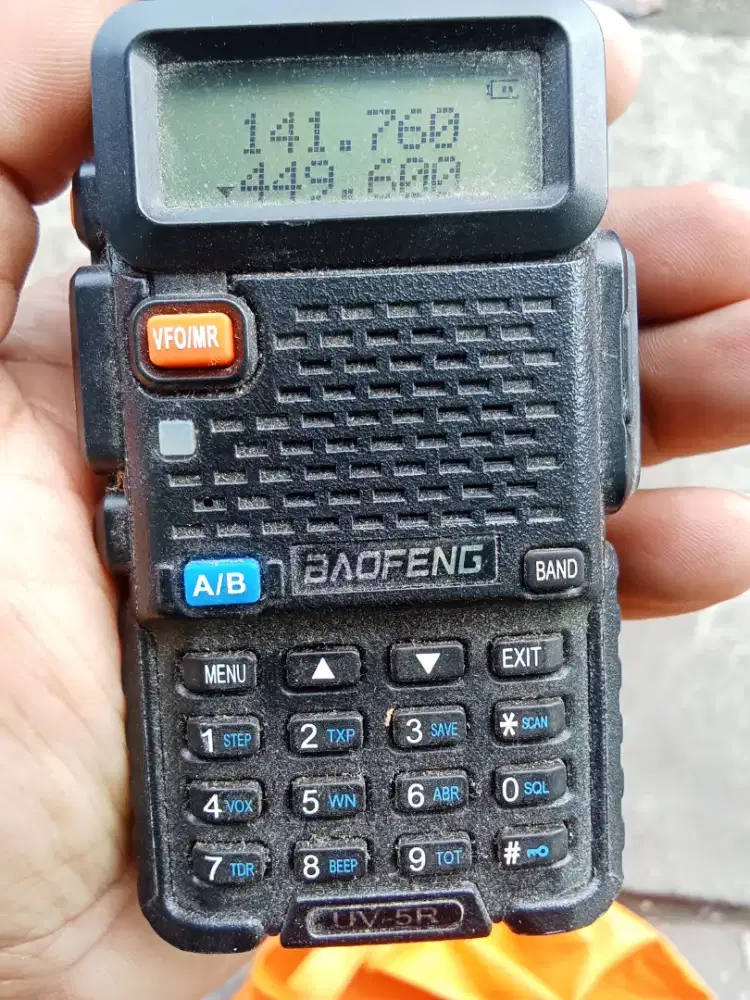 141.760
449.600
VFO/MR
A/B BAOFENG BAND
MENU ▲ ▼ EXIT
1 STEP 2 TXP 3 SAVE * SCAN
4 VOX 5 WN 6 ABR 0 SQL
7 TDR 8 BEEP 9 TOT #
UV-5R